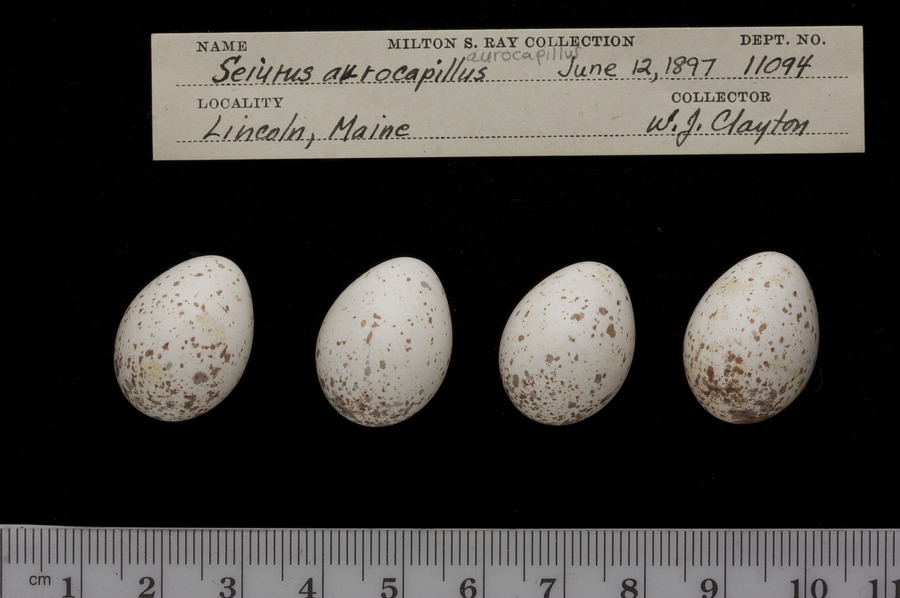 NAME MILTON S. RAY COLLECTION DEPT. NO.
aurocapillus
Seiurus aurocapillus June 12, 1897 11094
LOCALITY COLLECTOR
Lincoln, Maine W. J. Clayton
cm 1 2 3 4 5 6 7 8 9 10 11